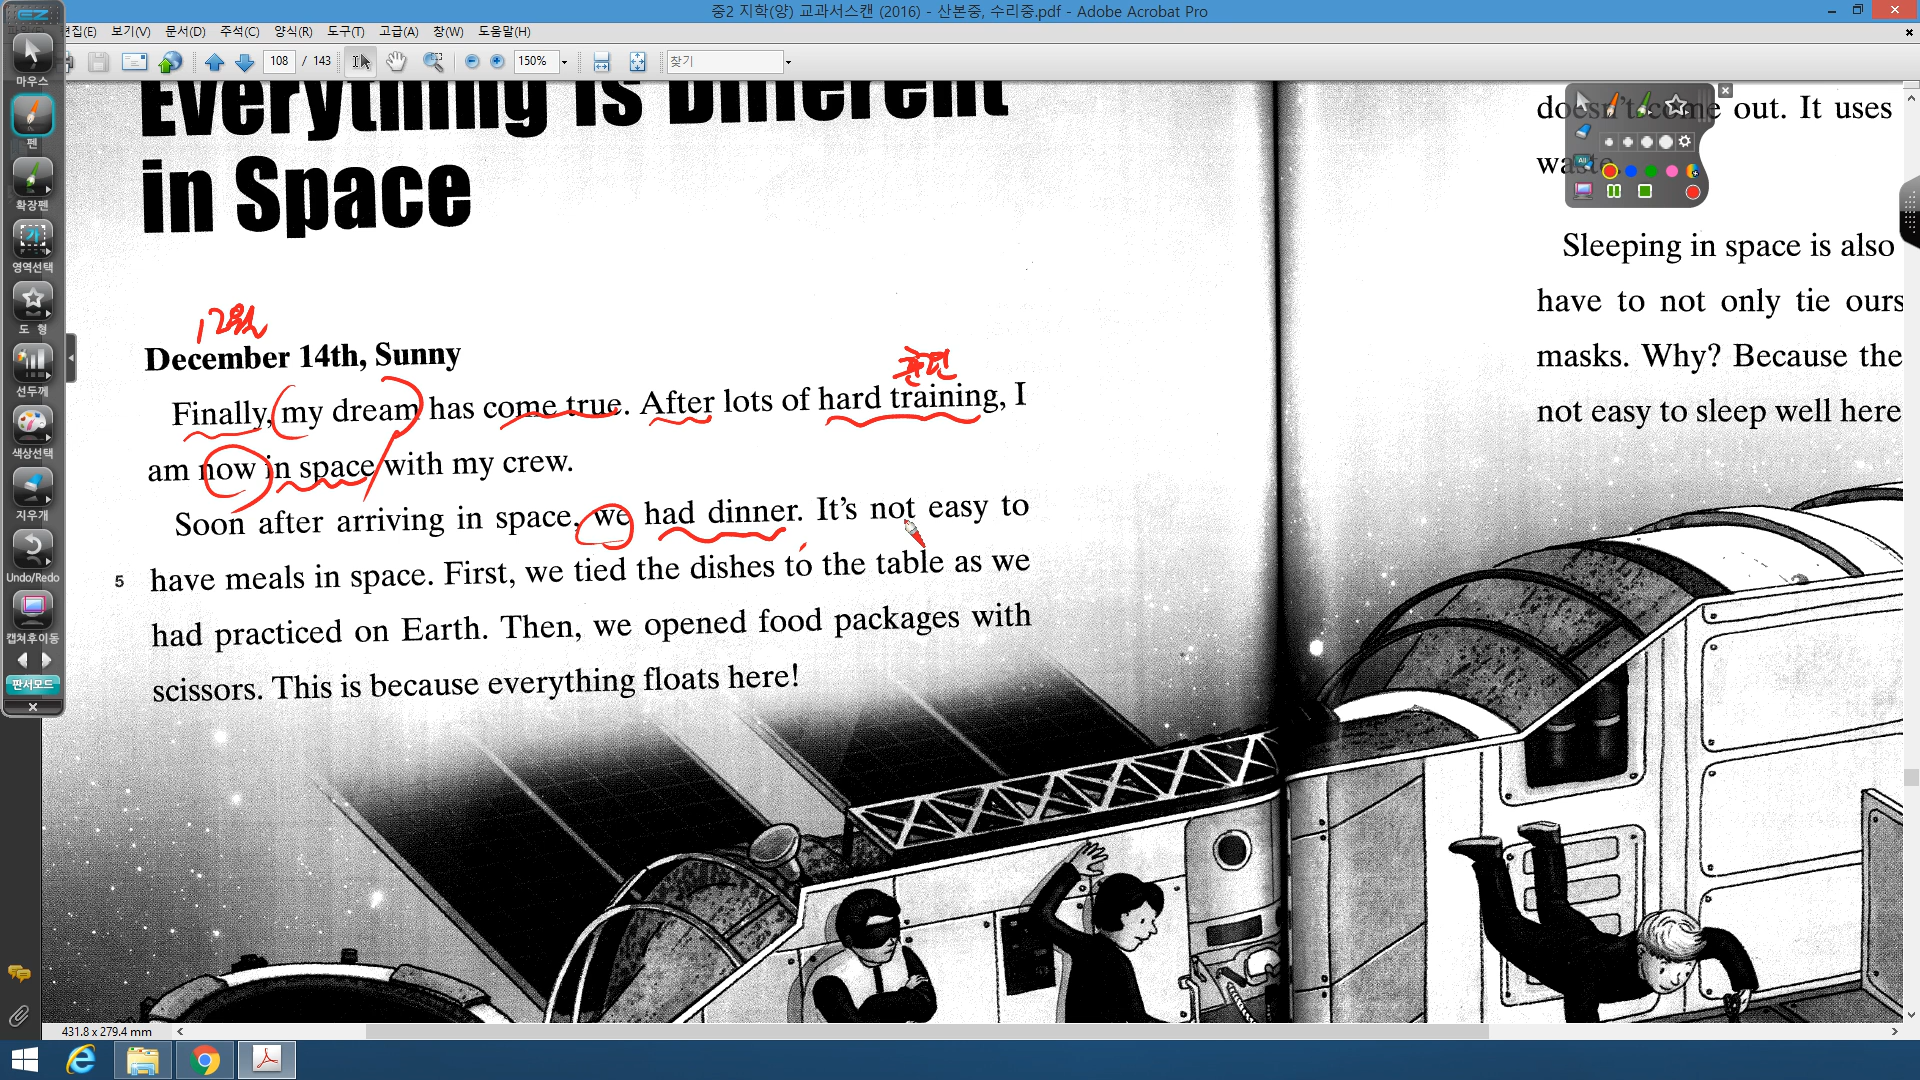 중2 지학(양) 교과서스캔 (2016) - 산본중, 수리중.pdf - Adobe Acrobat Pro
편집(E) 보기(V) 문서(D) 주석(C) 양식(R) 도구(T) 고급(A) 창(W) 도움말(H)
108 / 143 150% 찾기
EZ
마우스
펜
확장펜
영역선택
도 형
선두께
색상선택
지우개
Undo/Redo
캡쳐후이동
판서모드
Everything Is Different
in Space
12월
December 14th, Sunny
훈련
Finally, my dream has come true. After lots of hard training, I
am now in space with my crew.
Soon after arriving in space, we had dinner. It's not easy to
5 have meals in space. First, we tied the dishes to the table as we
had practiced on Earth. Then, we opened food packages with
scissors. This is because everything floats here!
doesn't come out. It uses
waste.
All
Sleeping in space is also
have to not only tie ours
masks. Why? Because the
not easy to sleep well here
431.8 x 279.4 mm